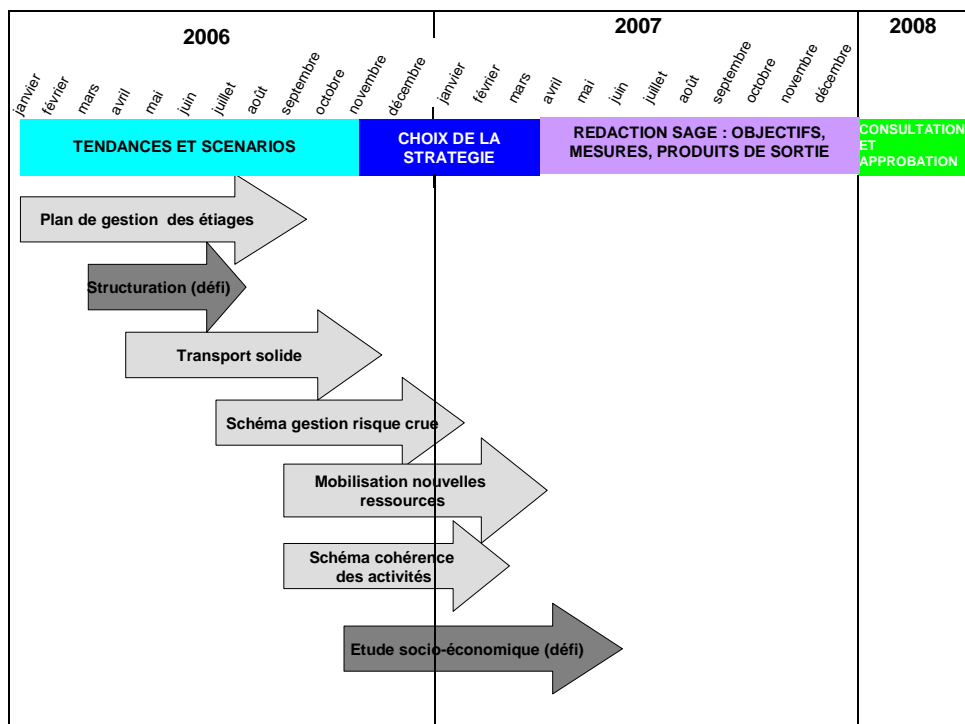 2006
2007
2008
janvier
février
mars
avril
mai
juin
juillet
août
septembre
octobre
novembre
décembre
janvier
février
mars
avril
mai
juin
juillet
août
septembre
octobre
novembre
décembre
TENDANCES ET SCENARIOS
CHOIX DE LA
STRATEGIE
REDACTION SAGE : OBJECTIFS,
MESURES, PRODUITS DE SORTIE
CONSULTATION
ET
APPROBATION
Plan de gestion des étiages
Structuration (défi)
Transport solide
Schéma gestion risque crue
Mobilisation nouvelles
ressources
Schéma cohérence
des activités
Etude socio-économique (défi)